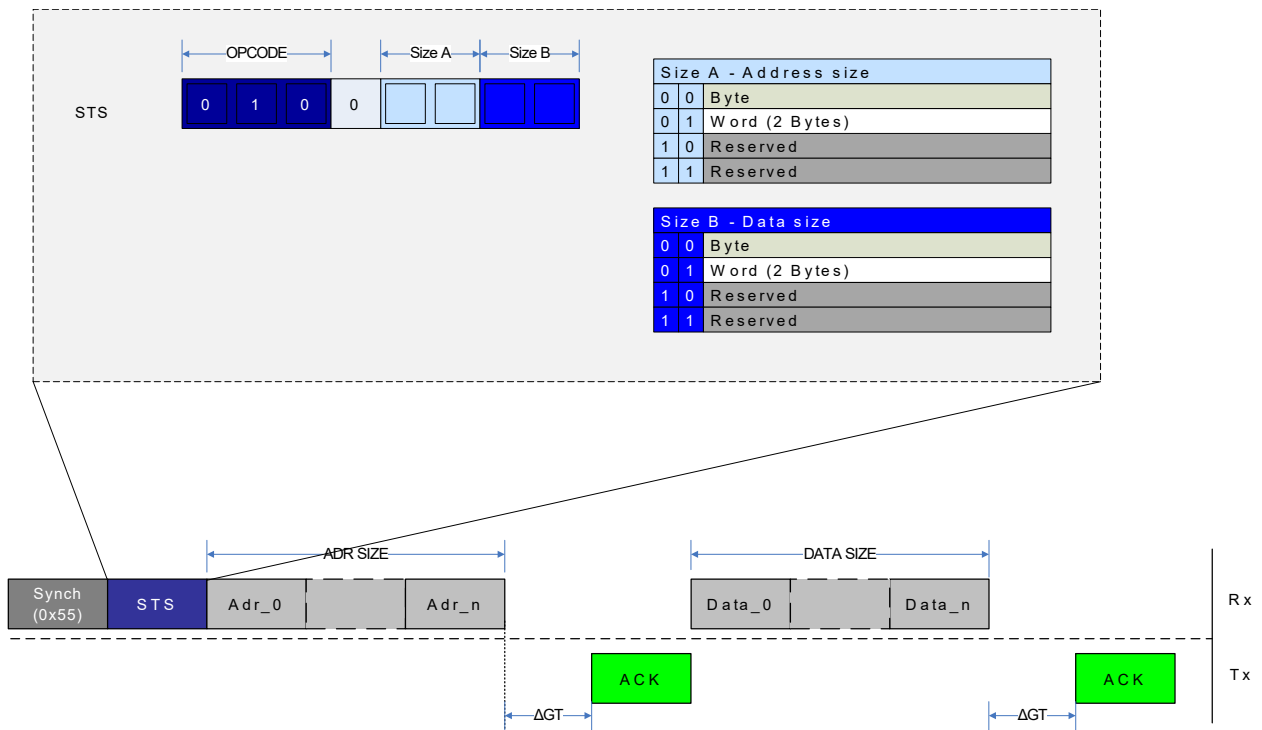 OPCODE Size A Size B
STS 0 1 0 0
Size A - Address size
0 0 Byte
0 1 Word (2 Bytes)
1 0 Reserved
1 1 Reserved
Size B - Data size
0 0 Byte
0 1 Word (2 Bytes)
1 0 Reserved
1 1 Reserved
ADR SIZE DATA SIZE
Synch
(0x55)
STS Adr_0 Adr_n Data_0 Data_n Rx
ACK ACK Tx
ΔGT ΔGT